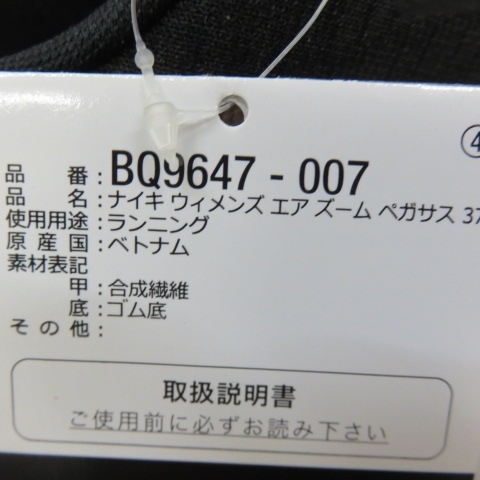 ④
品 番:BQ9647-007
品 名:ナイキ ウィメンズ エア ズーム ペガサス 37
使用用途:ランニング
原産国:ベトナム
素材表記
甲:合成繊維
底:ゴム底
その他:
取扱説明書
ご使用前に必ずお読み下さい